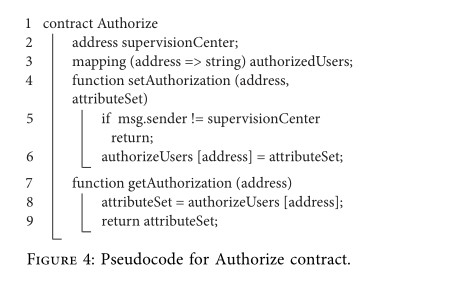 1 contract Authorize
2 address supervisionCenter;
3 mapping (address => string) authorizedUsers;
4 function setAuthorization (address,
attributeSet)
5 if msg.sender != supervisionCenter
return;
6 authorizeUsers [address] = attributeSet;
7 function getAuthorization (address)
8 attributeSet = authorizeUsers [address];
9 return attributeSet;
FIGURE 4: Pseudocode for Authorize contract.